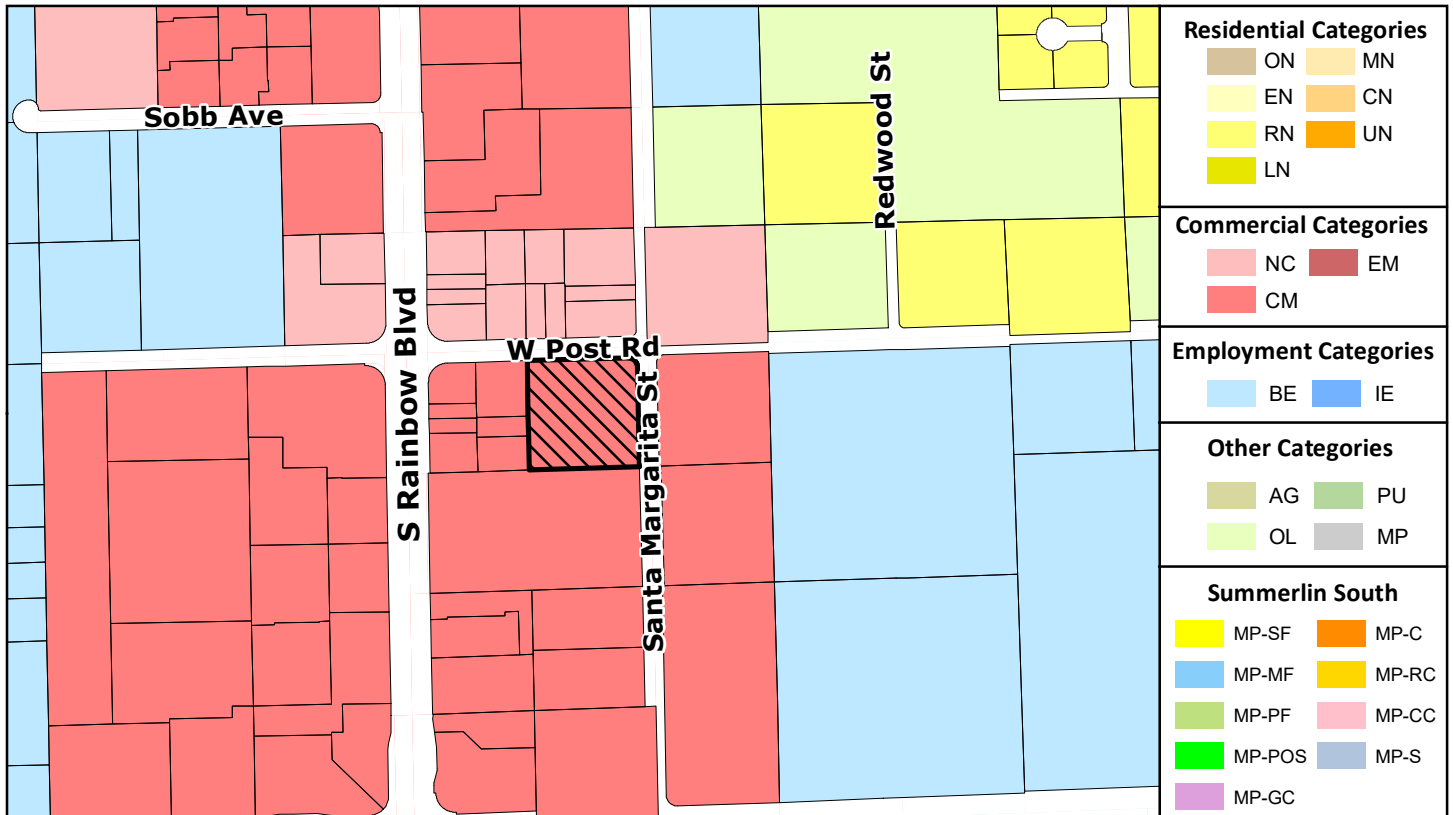 Sobb Ave
Redwood St
S Rainbow Blvd
W Post Rd
Santa Margarita St
Residential Categories
ON MN
EN CN
RN UN
LN
Commercial Categories
NC EM
CM
Employment Categories
BE IE
Other Categories
AG PU
OL MP
Summerlin South
MP-SF MP-C
MP-MF MP-RC
MP-PF MP-CC
MP-POS MP-S
MP-GC